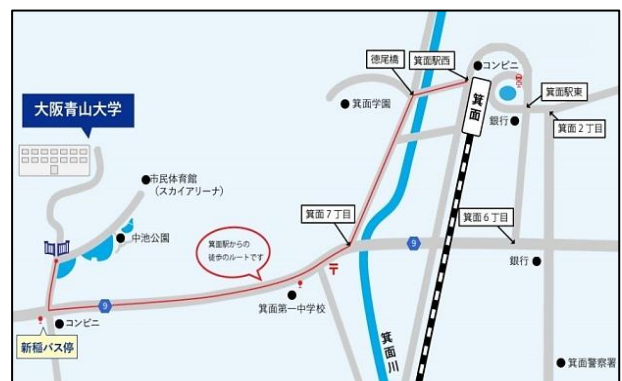 徳尾橋
箕面駅西
コンビニ
箕面学園
箕面
箕面駅東
銀行
箕面２丁目
大阪青山大学
市民体育館
（スカイアリーナ）
中池公園
箕面７丁目
箕面６丁目
箕面駅からの
徒歩のルートです
9
銀行
9
箕面第一中学校
コンビニ
新稲バス停
箕面川
箕面警察署